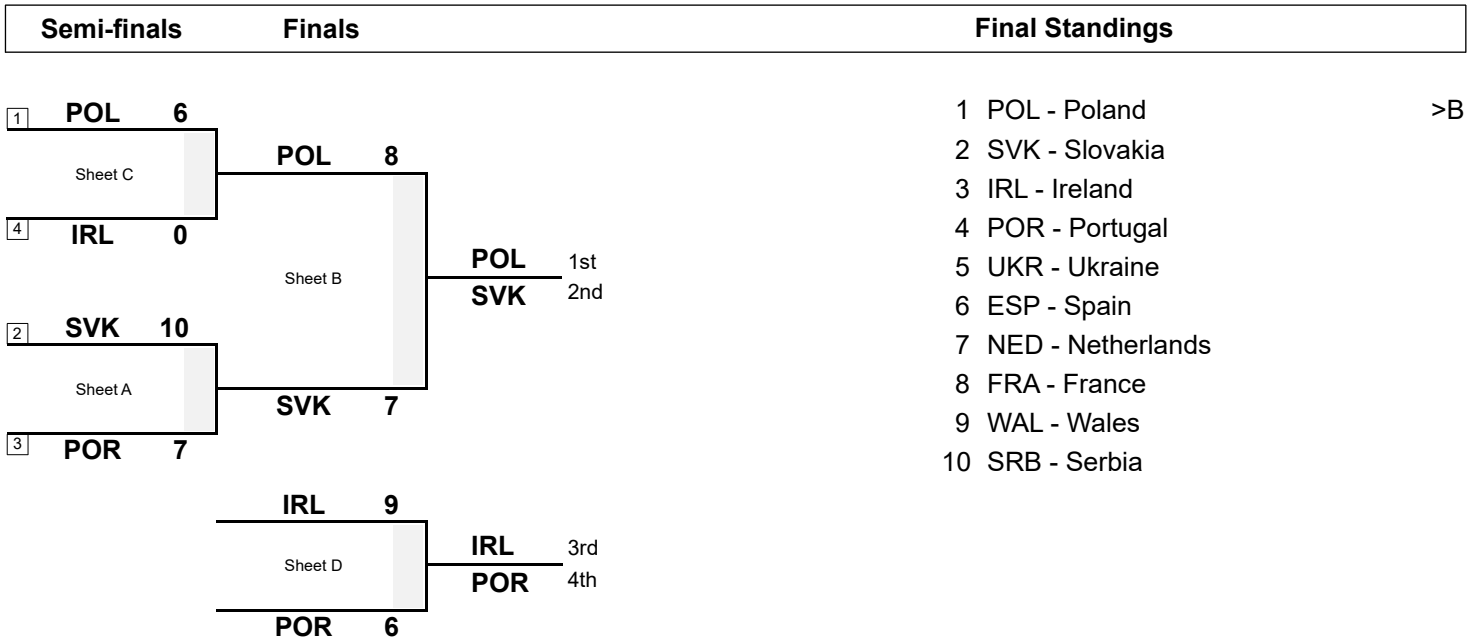 Semi-finals Finals Final Standings
1 POL 6
Sheet C
4 IRL 0
POL 8
Sheet B
SVK 7
2 SVK 10
Sheet A
3 POR 7
POL 1st
SVK 2nd
IRL 9
Sheet D
POR 6
IRL 3rd
POR 4th
1 POL - Poland >B
2 SVK - Slovakia
3 IRL - Ireland
4 POR - Portugal
5 UKR - Ukraine
6 ESP - Spain
7 NED - Netherlands
8 FRA - France
9 WAL - Wales
10 SRB - Serbia